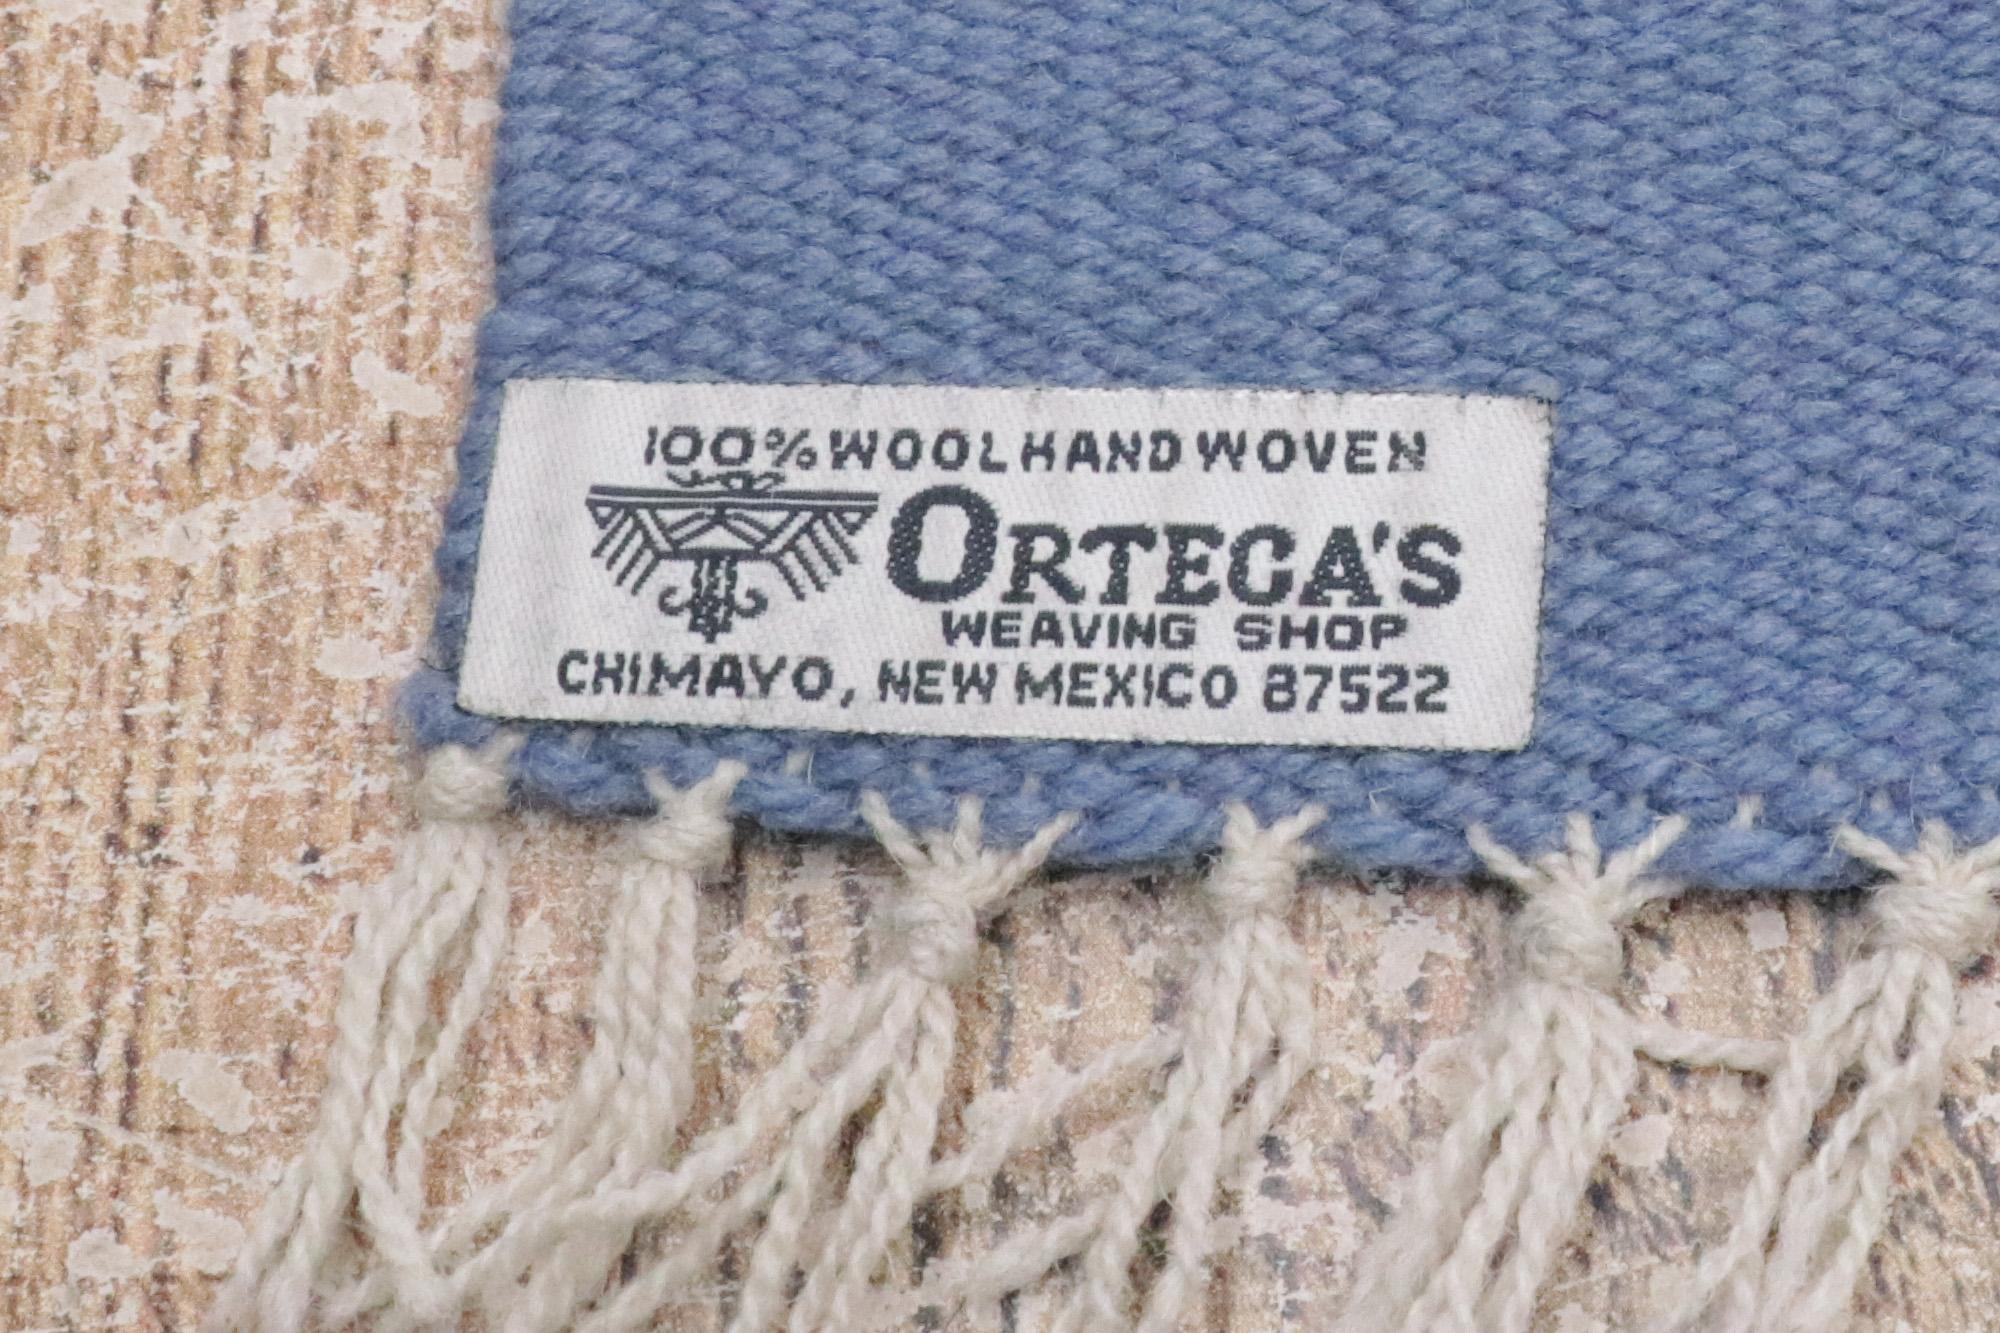 100% WOOL HAND WOVEN
ORTEGA'S
WEAVING SHOP
CHIMAYO, NEW MEXICO 87522